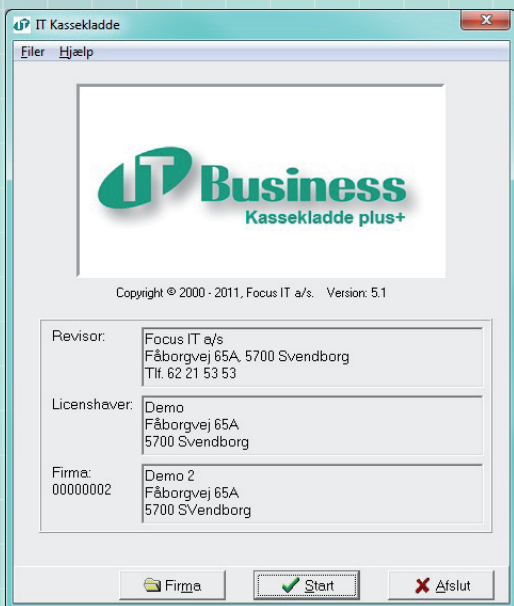 IT Kassekladde
Filer Hjælp
IT Business
Kassekladde plus+
Copyright © 2000 - 2011, Focus IT a/s. Version: 5.1
Revisor:
Focus IT a/s
Fåborgvej 65A, 5700 Svendborg
Tlf. 62 21 53 53
Licenshaver:
Demo
Fåborgvej 65A
5700 Svendborg
Firma:
00000002
Demo 2
Fåborgvej 65A
5700 SVendborg
Firma Start Afslut